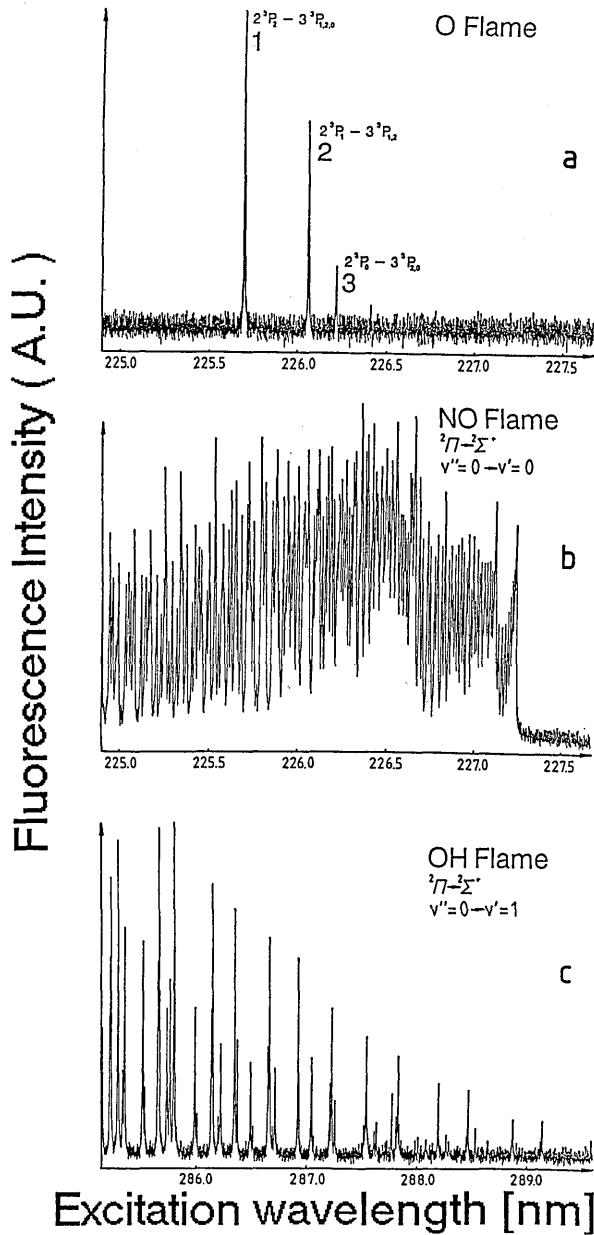 Fluorescence Intensity ( A.U. )
2³P₂ – 3³P₁,₂,₀
1
O Flame
2³P₁ – 3³P₁,₂
2
a
2³P₀ – 3³P₂,₀
3
225.0 225.5 226.0 226.5 227.0 227.5
NO Flame
²Π–²Σ⁺
v''=0–v'=0
b
225.0 225.5 226.0 226.5 227.0 227.5
OH Flame
²Π–²Σ⁺
v''=0–v'=1
c
286.0 287.0 288.0 289.0
Excitation wavelength [nm]